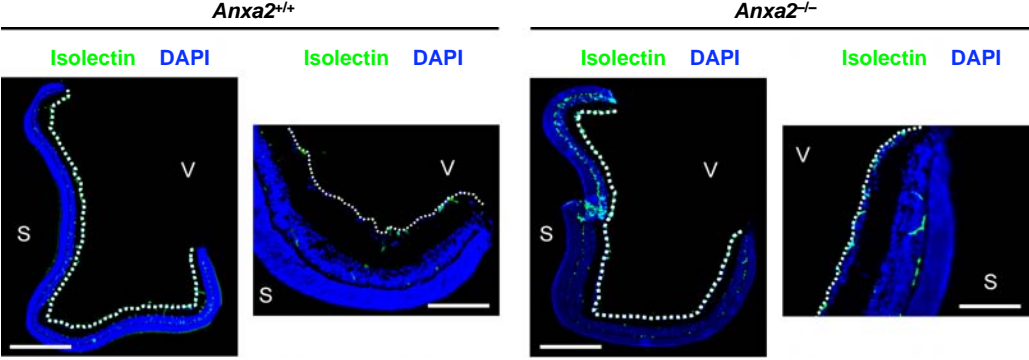 Anxa2+/+ Anxa2–/–
Isolectin DAPI Isolectin DAPI Isolectin DAPI Isolectin DAPI
V V V V
S S S S